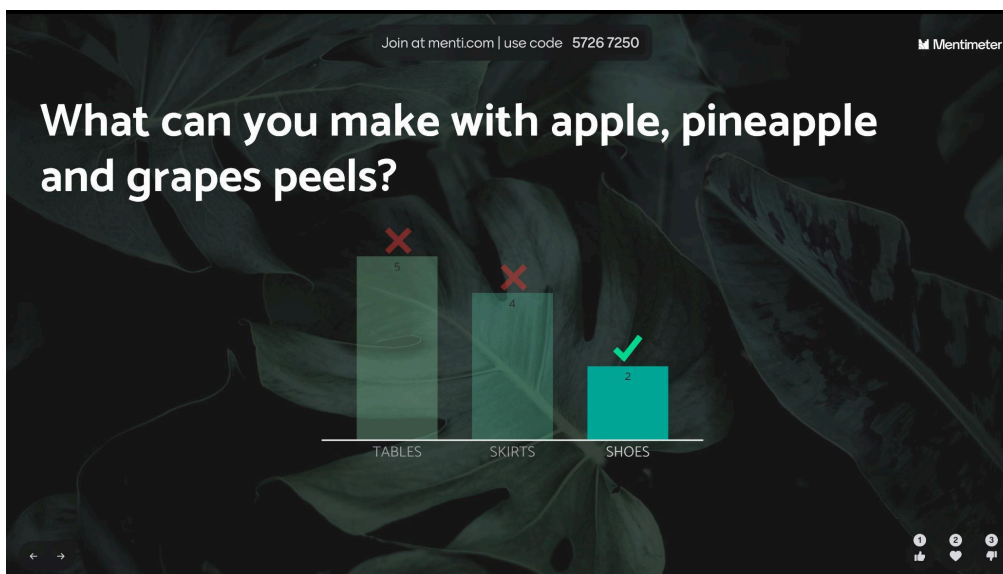 Join at menti.com | use code 5726 7250
Mentimeter
What can you make with apple, pineapple
and grapes peels?
5
4
2
TABLES SKIRTS SHOES
1 2 3